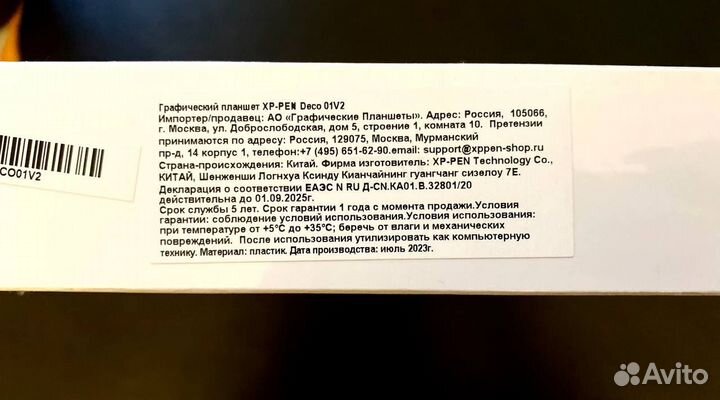 Графический планшет XP-PEN Deco 01V2
Импортер/продавец: АО «Графические Планшеты». Адрес: Россия, 105066,
г. Москва, ул. Доброслободская, дом 5, строение 1, комната 10. Претензии
принимаются по адресу: Россия, 129075, Москва, Мурманский
пр-д, 14 корпус 1, телефон:+7 (495) 651-62-90.email: support@xppen-shop.ru
Страна-происхождения: Китай. Фирма изготовитель: XP-PEN Technology Co.,
КИТАЙ, Шенженши Логнхуа Ксинду Кианчайнинг гуангчанг сизелоу 7E.
Декларация о соответствии ЕАЭС N RU Д-CN.KA01.B.32801/20
действительна до 01.09.2025г.
Срок службы 5 лет. Срок гарантии 1 года с момента продажи.Условия
гарантии: соблюдение условий использования.Условия использования:
при температуре от +5°С до +35°С; беречь от влаги и механических
повреждений. После использования утилизировать как компьютерную
технику. Материал: пластик. Дата производства: июль 2023г.
CO01V2
Avito